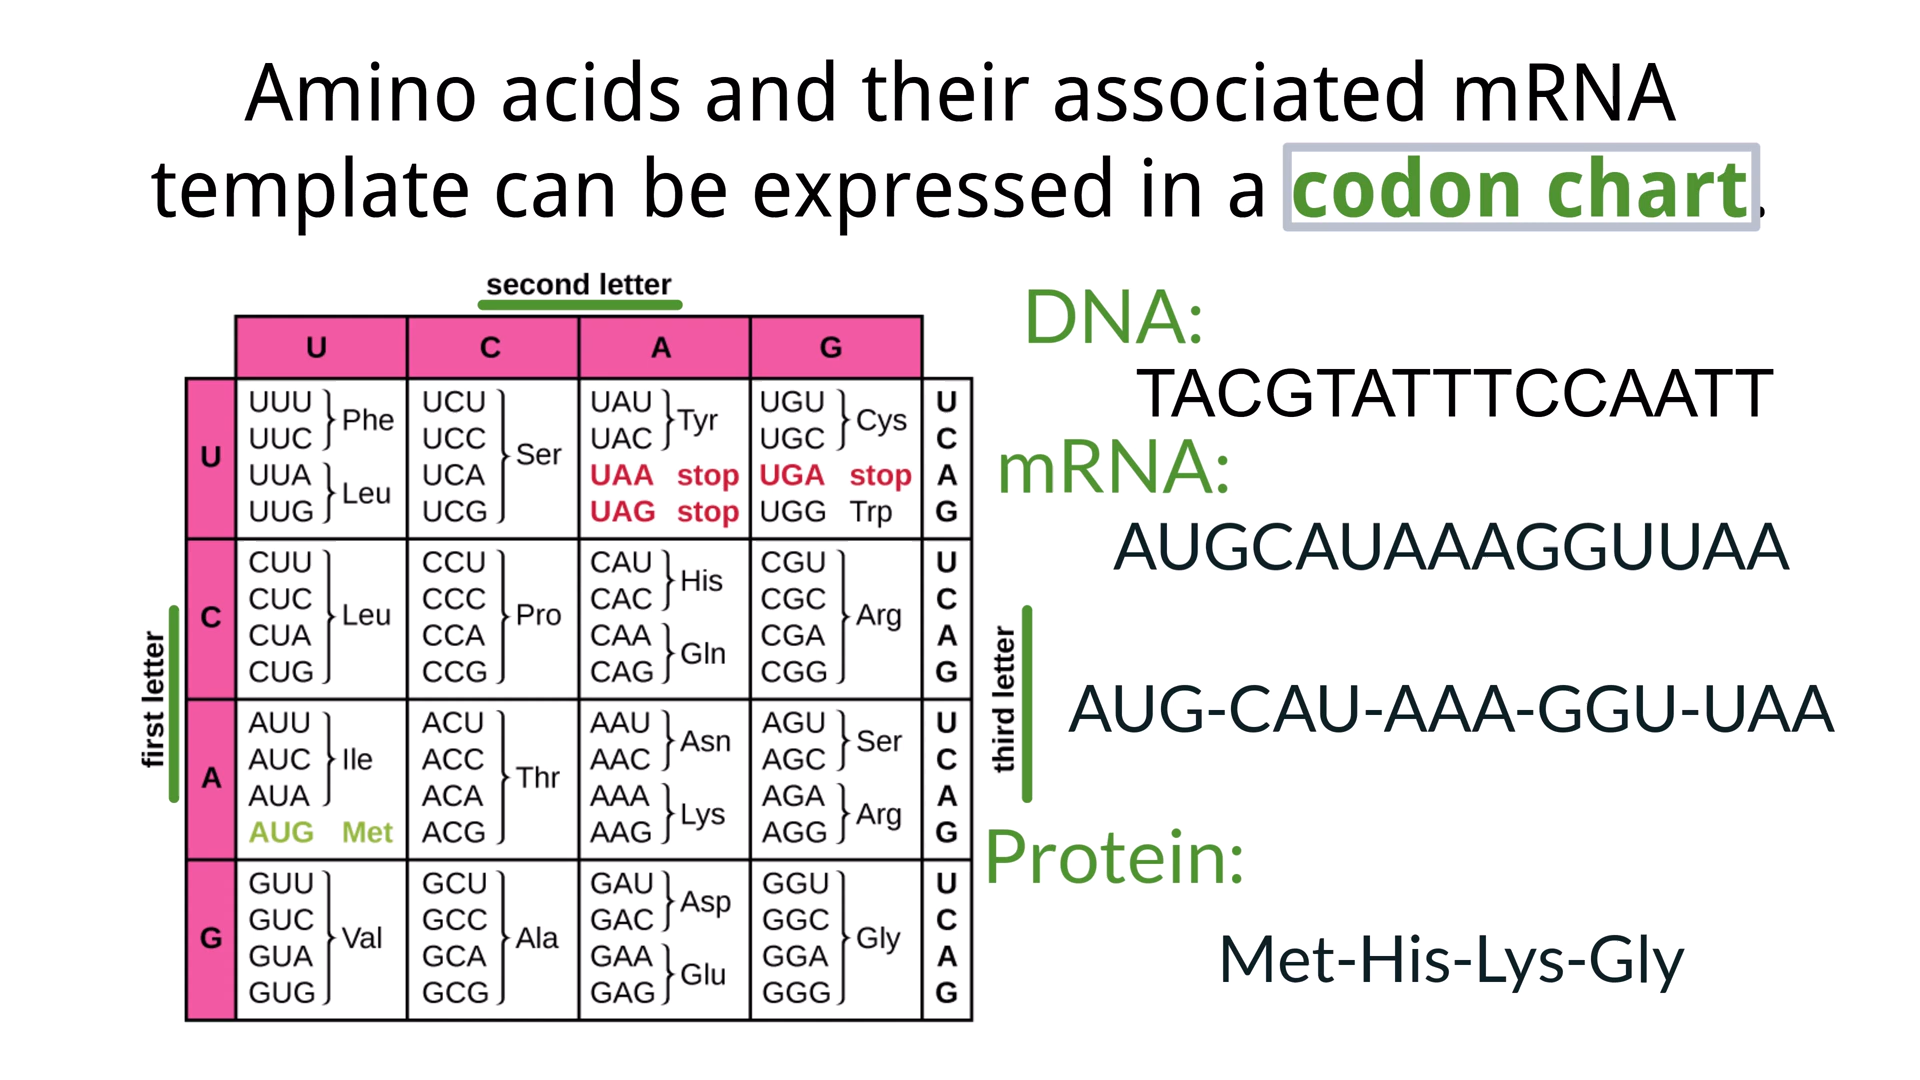 Amino acids and their associated mRNA
template can be expressed in a codon chart.
second letter
U C A G
first letter
third letter
U
UUU
UUC
Phe
UUA
UUG
Leu
UCU
UCC
UCA
UCG
Ser
UAU
UAC
Tyr
UAA stop
UAG stop
UGU
UGC
Cys
UGA stop
UGG Trp
U
C
A
G
C
CUU
CUC
CUA
CUG
Leu
CCU
CCC
CCA
CCG
Pro
CAU
CAC
His
CAA
CAG
Gln
CGU
CGC
CGA
CGG
Arg
U
C
A
G
A
AUU
AUC
AUA
Ile
AUG Met
ACU
ACC
ACA
ACG
Thr
AAU
AAC
Asn
AAA
AAG
Lys
AGU
AGC
Ser
AGA
AGG
Arg
U
C
A
G
G
GUU
GUC
GUA
GUG
Val
GCU
GCC
GCA
GCG
Ala
GAU
GAC
Asp
GAA
GAG
Glu
GGU
GGC
GGA
GGG
Gly
U
C
A
G
DNA:
TACGTATTTCCAATT
mRNA:
AUGCAUAAAGGUUAA
AUG-CAU-AAA-GGU-UAA
Protein:
Met-His-Lys-Gly